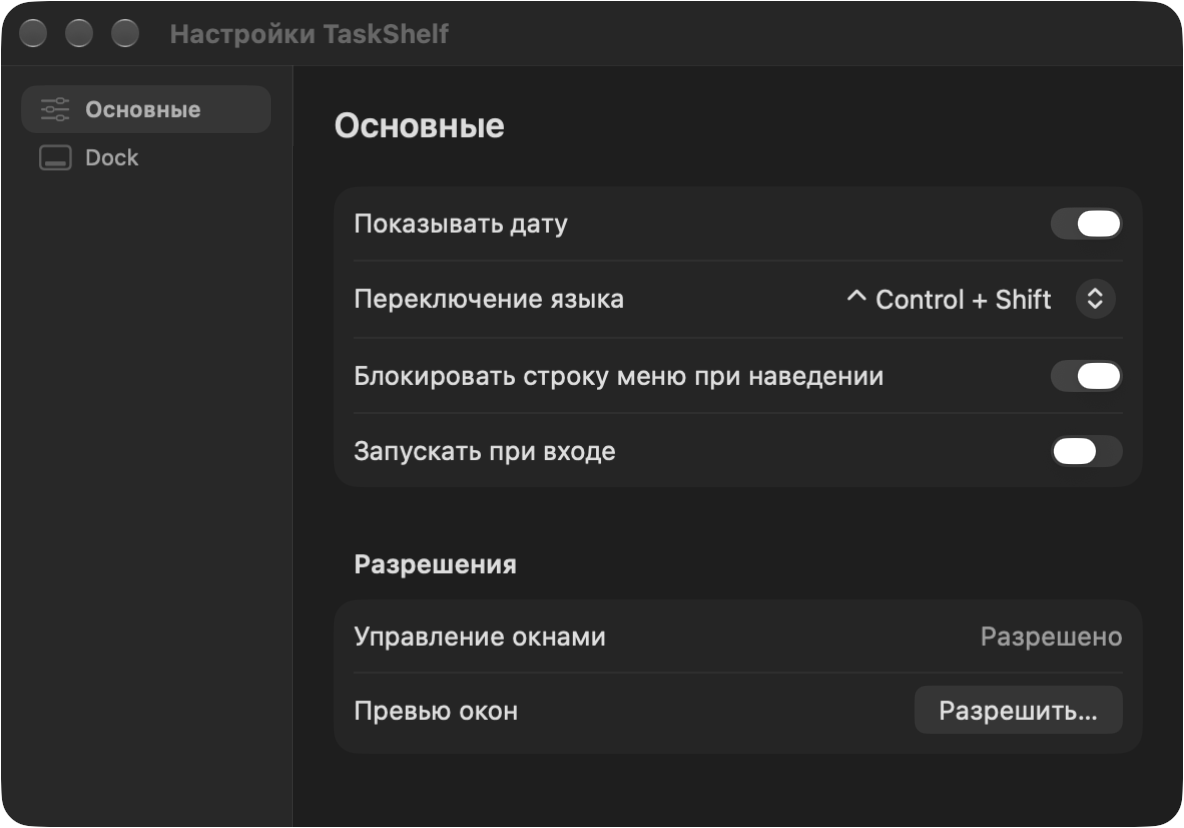 Настройки TaskShelf
Основные
Dock
Основные
Показывать дату
Переключение языка
^ Control + Shift
Блокировать строку меню при наведении
Запускать при входе
Разрешения
Управление окнами
Разрешено
Превью окон
Разрешить...